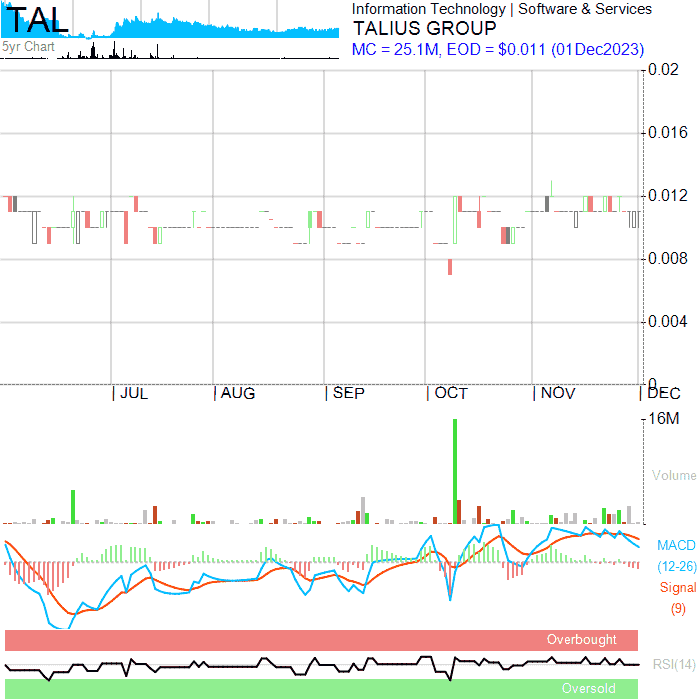 TAL
5yr Chart
Information Technology | Software & Services
TALIUS GROUP
MC = 25.1M, EOD = $0.011 (01Dec2023)
0.02
0.016
0.012
0.008
0.004
0
| JUL | AUG | SEP | OCT | NOV | DEC
16M
Volume
MACD
(12-26)
Signal
(9)
Overbought
RSI(14)
Oversold